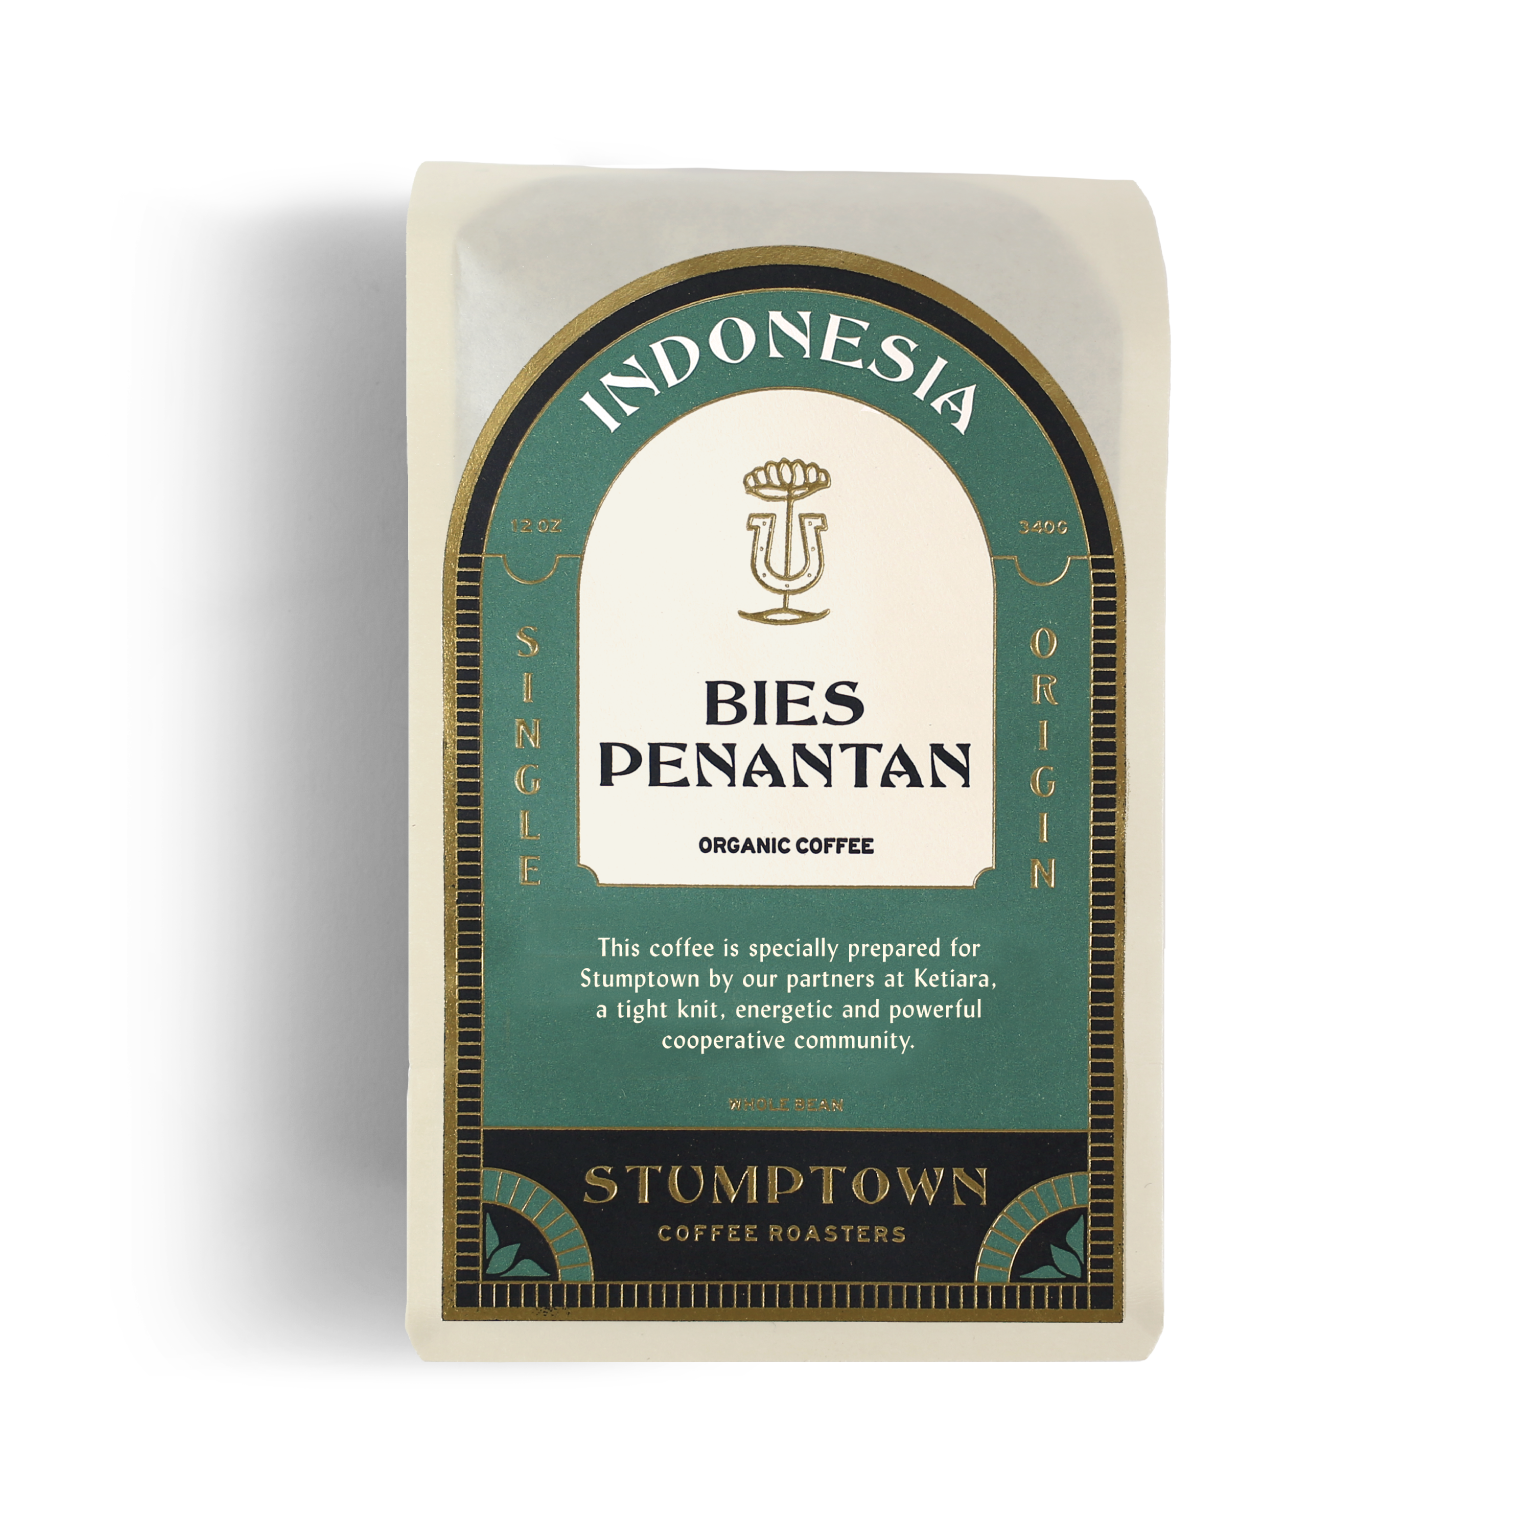 INDONESIA
12 OZ
340G
SINGLE
ORIGIN
BIES
PENANTAN
ORGANIC COFFEE
This coffee is specially prepared for
Stumptown by our partners at Ketiara,
a tight knit, energetic and powerful
cooperative community.
WHOLE BEAN
STUMPTOWN
COFFEE ROASTERS